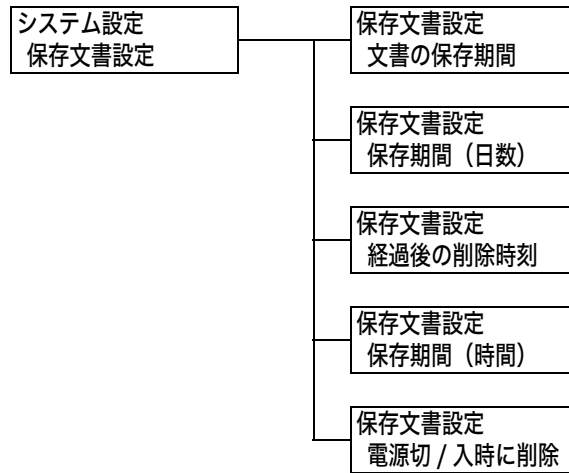 システム設定
保存文書設定
保存文書設定
文書の保存期間
保存文書設定
保存期間（日数）
保存文書設定
経過後の削除時刻
保存文書設定
保存期間（時間）
保存文書設定
電源切 / 入時に削除